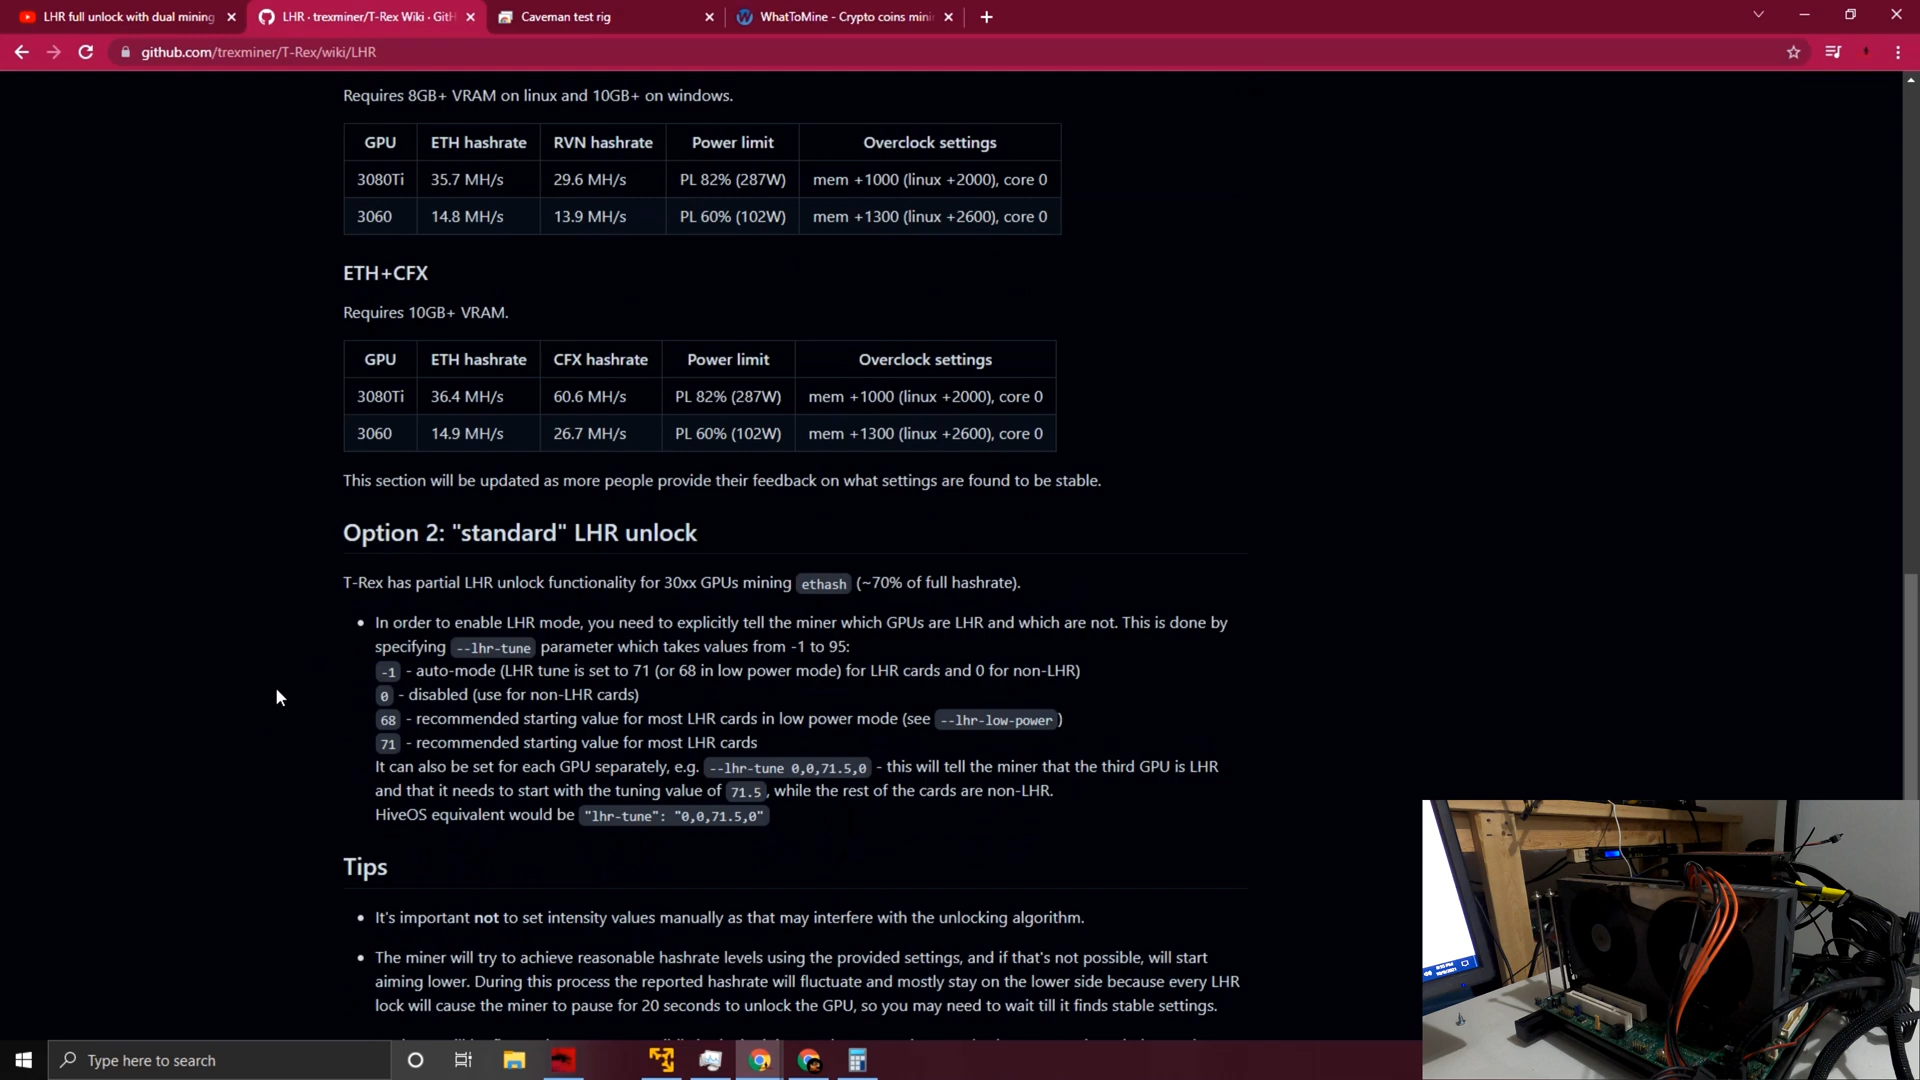 LHR full unlock with dual mining
LHR · trexminer/T-Rex Wiki · GitH
Caveman test rig
WhatToMine - Crypto coins mini
github.com/trexminer/T-Rex/wiki/LHR
Requires 8GB+ VRAM on linux and 10GB+ on windows.
GPU ETH hashrate RVN hashrate Power limit Overclock settings
3080Ti 35.7 MH/s 29.6 MH/s PL 82% (287W) mem +1000 (linux +2000), core 0
3060 14.8 MH/s 13.9 MH/s PL 60% (102W) mem +1300 (linux +2600), core 0
ETH+CFX
Requires 10GB+ VRAM.
GPU ETH hashrate CFX hashrate Power limit Overclock settings
3080Ti 36.4 MH/s 60.6 MH/s PL 82% (287W) mem +1000 (linux +2000), core 0
3060 14.9 MH/s 26.7 MH/s PL 60% (102W) mem +1300 (linux +2600), core 0
This section will be updated as more people provide their feedback on what settings are found to be stable.
Option 2: "standard" LHR unlock
T-Rex has partial LHR unlock functionality for 30xx GPUs mining ethash (~70% of full hashrate).
• In order to enable LHR mode, you need to explicitly tell the miner which GPUs are LHR and which are not. This is done by
specifying --lhr-tune parameter which takes values from -1 to 95:
-1 - auto-mode (LHR tune is set to 71 (or 68 in low power mode) for LHR cards and 0 for non-LHR)
0 - disabled (use for non-LHR cards)
68 - recommended starting value for most LHR cards in low power mode (see --lhr-low-power)
71 - recommended starting value for most LHR cards
It can also be set for each GPU separately, e.g. --lhr-tune 0,0,71.5,0 - this will tell the miner that the third GPU is LHR
and that it needs to start with the tuning value of 71.5, while the rest of the cards are non-LHR.
HiveOS equivalent would be "lhr-tune": "0,0,71.5,0"
Tips
• It's important not to set intensity values manually as that may interfere with the unlocking algorithm.
• The miner will try to achieve reasonable hashrate levels using the provided settings, and if that's not possible, will start
aiming lower. During this process the reported hashrate will fluctuate and mostly stay on the lower side because every LHR
lock will cause the miner to pause for 20 seconds to unlock the GPU, so you may need to wait till it finds stable settings.
Type here to search